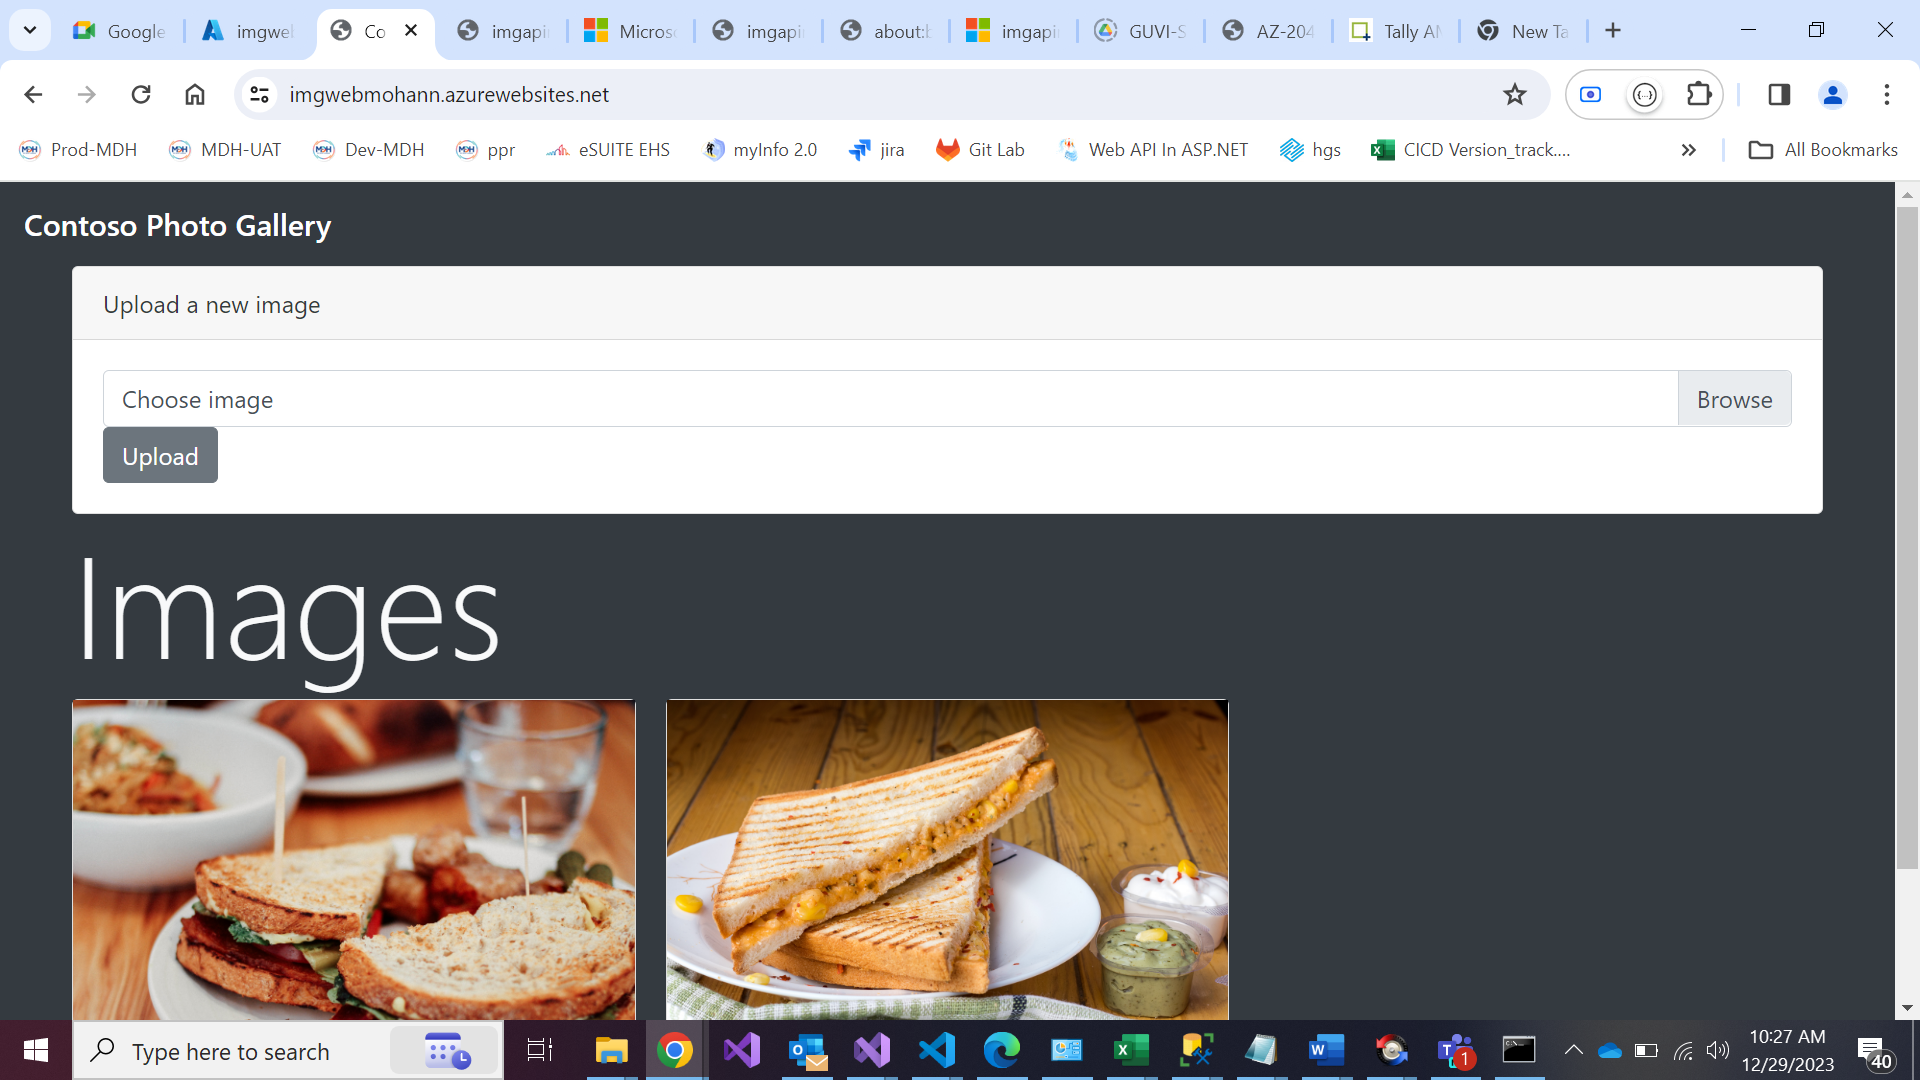 Google
imgwe
Co
imgapi
Micros
imgapi
about:b
imgapi
GUVI-S
AZ-204
Tally AM
New Ta
imgwebmohann.azurewebsites.net
Prod-MDH
MDH-UAT
Dev-MDH
ppr
eSUITE EHS
myInfo 2.0
jira
Git Lab
Web API In ASP.NET
hgs
CICD Version_track....
All Bookmarks
Contoso Photo Gallery
Upload a new image
Choose image
Browse
Upload
Images
Type here to search
1
10:27 AM
12/29/2023
40